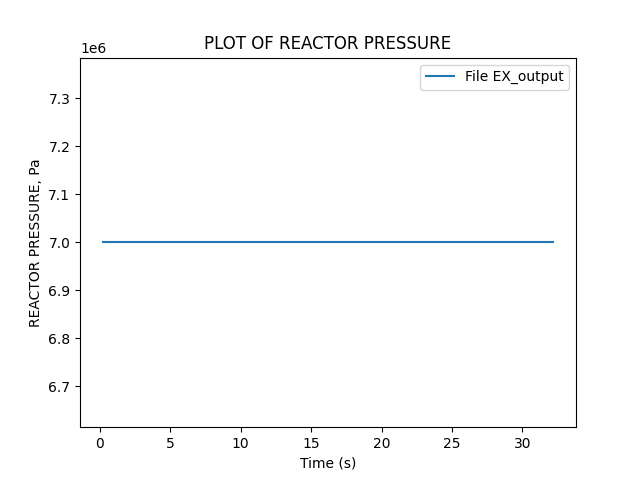 PLOT OF REACTOR PRESSURE
1e6
File EX_output
7.3
7.2
7.1
7.0
6.9
6.8
6.7
REACTOR PRESSURE, Pa
0 5 10 15 20 25 30
Time (s)